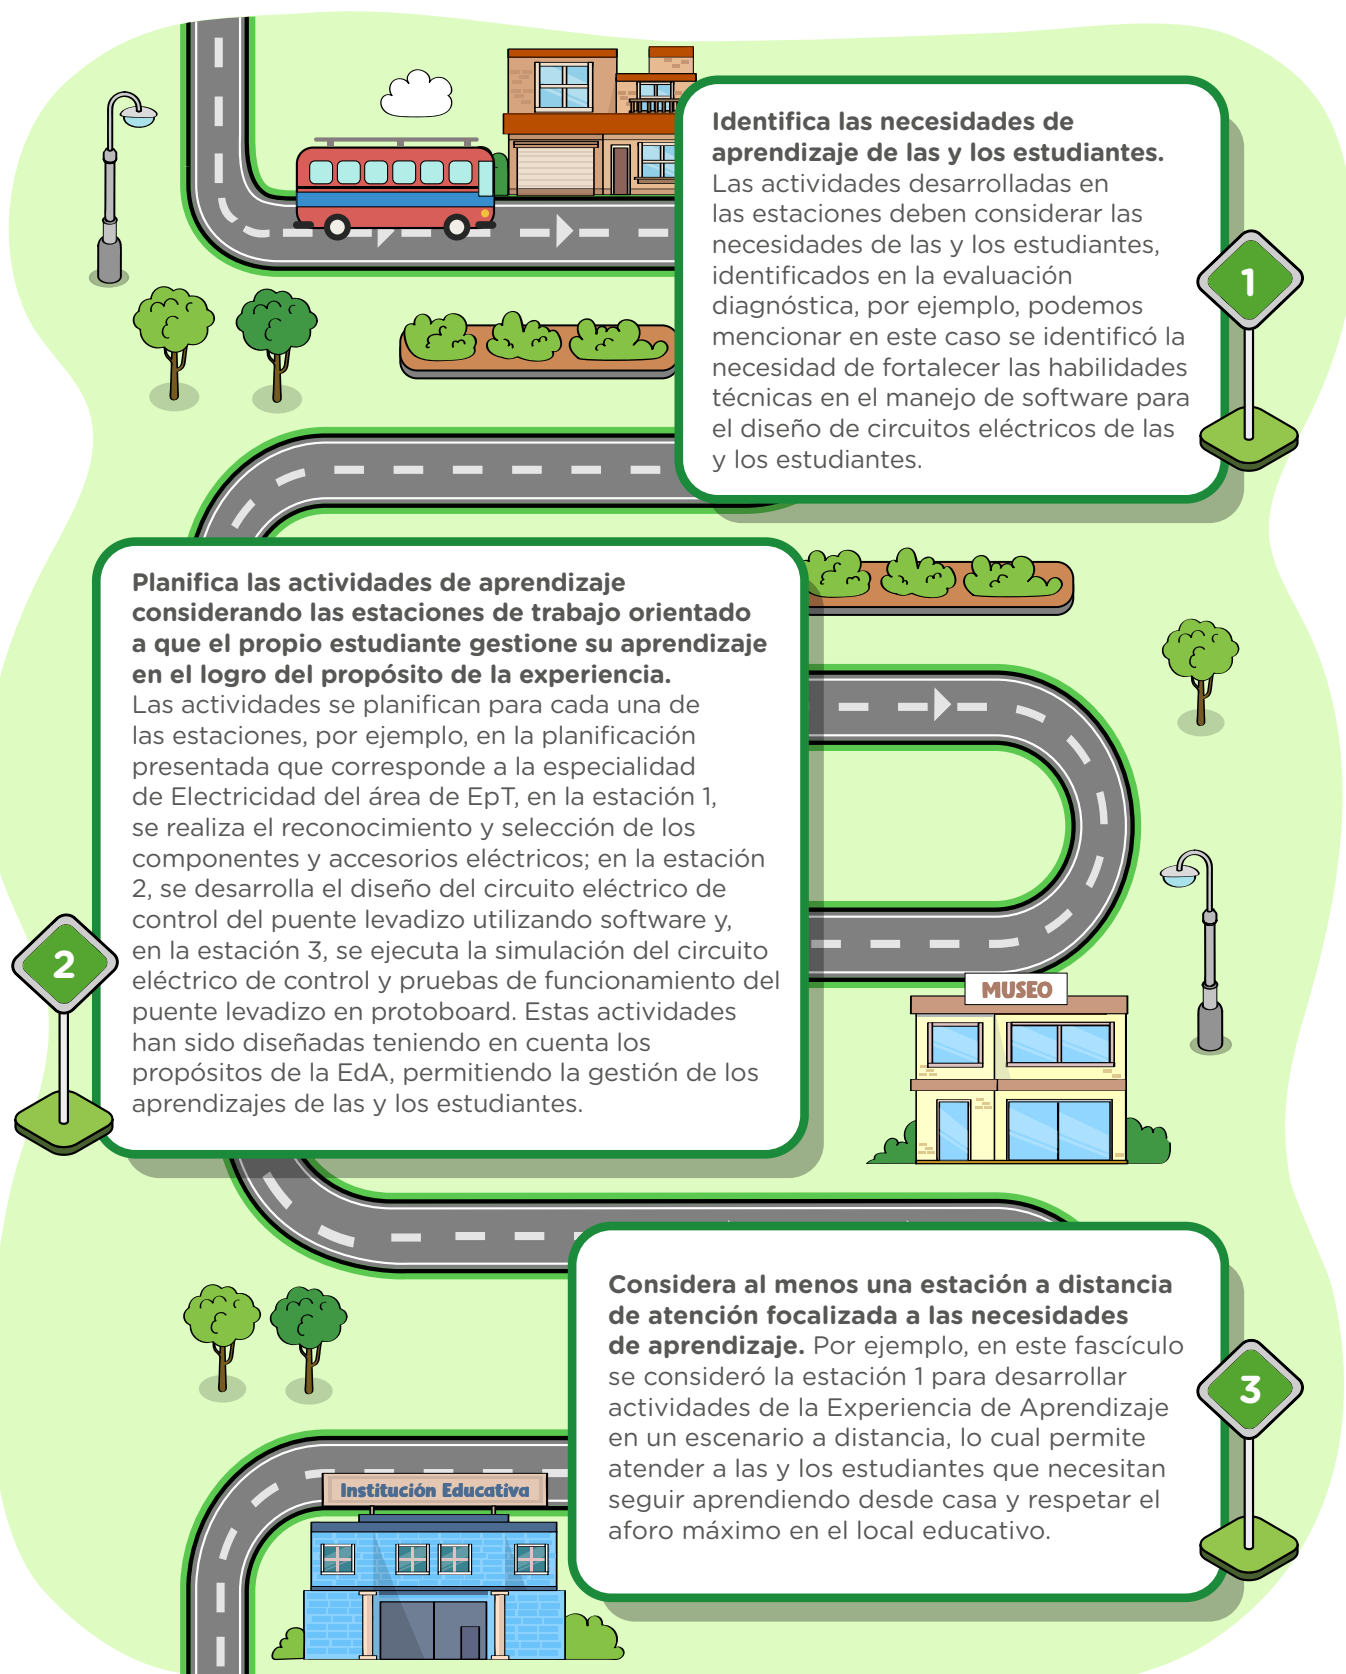 Identifica las necesidades de
aprendizaje de las y los estudiantes.
Las actividades desarrolladas en
las estaciones deben considerar las
necesidades de las y los estudiantes,
identificados en la evaluación
diagnóstica, por ejemplo, podemos
mencionar en este caso se identificó la
necesidad de fortalecer las habilidades
técnicas en el manejo de software para
el diseño de circuitos eléctricos de las
y los estudiantes.
1
Planifica las actividades de aprendizaje
considerando las estaciones de trabajo orientado
a que el propio estudiante gestione su aprendizaje
en el logro del propósito de la experiencia.
Las actividades se planifican para cada una de
las estaciones, por ejemplo, en la planificación
presentada que corresponde a la especialidad
de Electricidad del área de EpT, en la estación 1,
se realiza el reconocimiento y selección de los
componentes y accesorios eléctricos; en la estación
2, se desarrolla el diseño del circuito eléctrico de
control del puente levadizo utilizando software y,
en la estación 3, se ejecuta la simulación del circuito
eléctrico de control y pruebas de funcionamiento del
puente levadizo en protoboard. Estas actividades
han sido diseñadas teniendo en cuenta los
propósitos de la EdA, permitiendo la gestión de los
aprendizajes de las y los estudiantes.
2
MUSEO
Considera al menos una estación a distancia
de atención focalizada a las necesidades
de aprendizaje. Por ejemplo, en este fascículo
se consideró la estación 1 para desarrollar
actividades de la Experiencia de Aprendizaje
en un escenario a distancia, lo cual permite
atender a las y los estudiantes que necesitan
seguir aprendiendo desde casa y respetar el
aforo máximo en el local educativo.
3
Institución Educativa